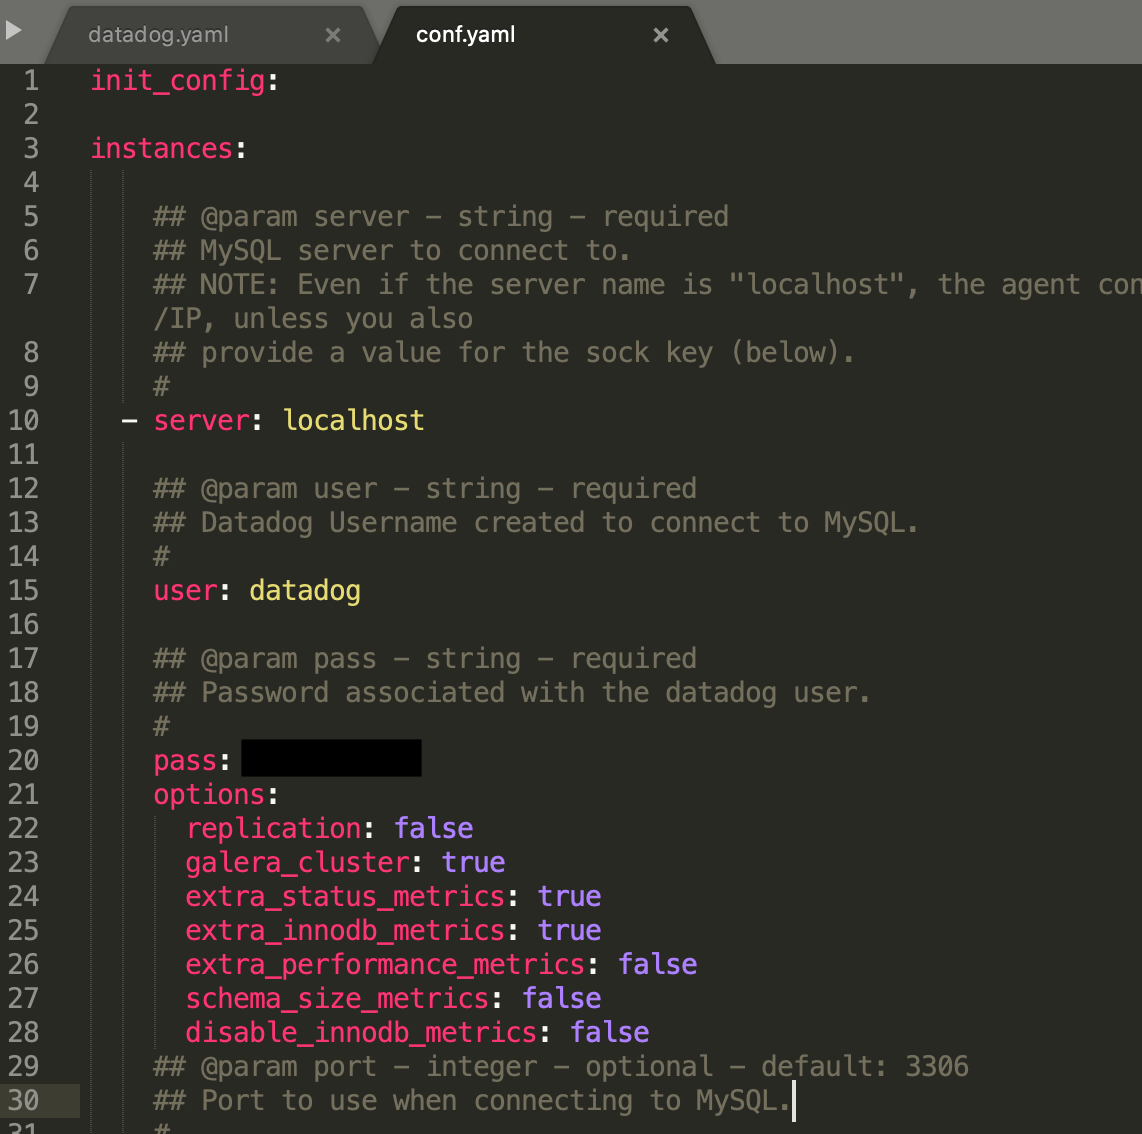 datadog.yaml ×
conf.yaml ×
1 init_config:
2
3 instances:
4
5 ## @param server – string – required
6 ## MySQL server to connect to.
7 ## NOTE: Even if the server name is "localhost", the agent
/IP, unless you also
8 ## provide a value for the sock key (below).
9 #
10 – server: localhost
11
12 ## @param user – string – required
13 ## Datadog Username created to connect to MySQL.
14 #
15 user: datadog
16
17 ## @param pass – string – required
18 ## Password associated with the datadog user.
19 #
20 pass:
21 options:
22 replication: false
23 galera_cluster: true
24 extra_status_metrics: true
25 extra_innodb_metrics: true
26 extra_performance_metrics: false
27 schema_size_metrics: false
28 disable_innodb_metrics: false
29 ## @param port – integer – optional – default: 3306
30 ## Port to use when connecting to MySQL.
31 #